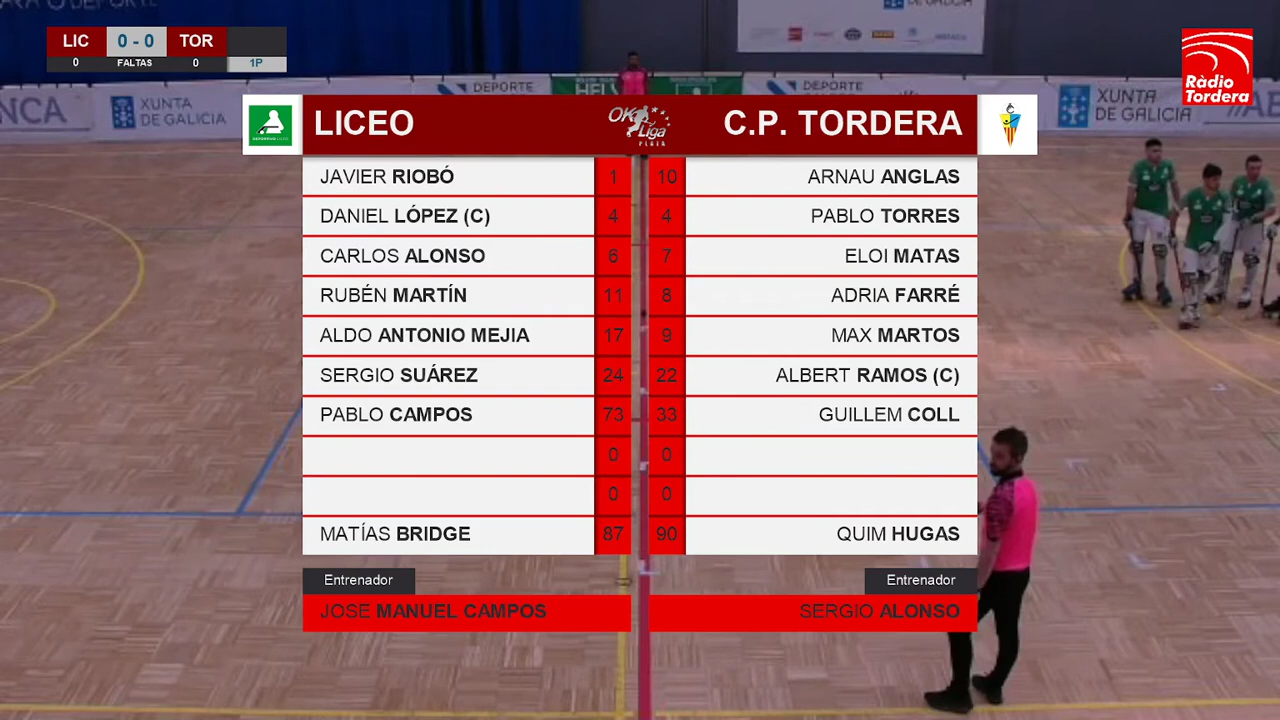 LIC 0 - 0 TOR
0 FALTAS 0 1P
Ràdio
Tordera
DEPORTE
XUNTA
DE GALICIA
XUNTA
DE GALICIA
LICEO
OK Liga
PLATA
C.P. TORDERA
JAVIER RIOBÓ 1 10 ARNAU ANGLAS
DANIEL LÓPEZ (C) 4 4 PABLO TORRES
CARLOS ALONSO 6 7 ELOI MATAS
RUBÉN MARTÍN 11 8 ADRIA FARRÉ
ALDO ANTONIO MEJIA 17 9 MAX MARTOS
SERGIO SUÁREZ 24 22 ALBERT RAMOS (C)
PABLO CAMPOS 73 33 GUILLEM COLL
0 0
0 0
MATÍAS BRIDGE 87 90 QUIM HUGAS
Entrenador Entrenador
JOSE MANUEL CAMPOS SERGIO ALONSO